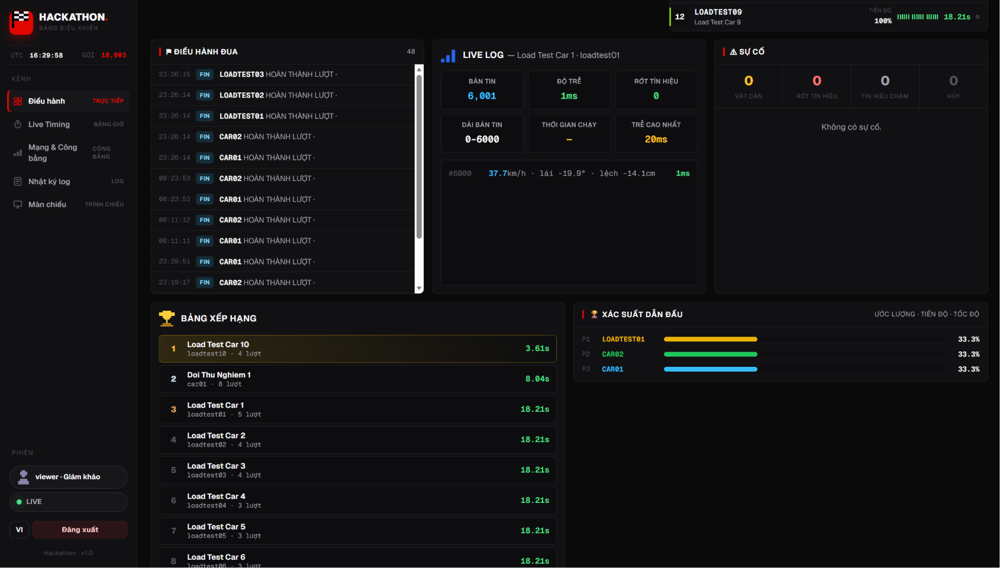 HACKATHON.
BẢNG ĐIỀU KHIỂN
UTC 16:29:58 GÓI 18,003
KÊNH
Điều hành TRỰC TIẾP
Live Timing BẢNG GIỜ
Mạng & Công bằng CÔNG BẰNG
Nhật ký log LOG
Màn chiếu TRÌNH CHIẾU
PHIÊN
viewer · Giám khảo
LIVE
VI Đăng xuất
Hackathon · v1.0
12 LOADTEST09 TIẾN ĐỘ 18.21s
Load Test Car 9 100%
ĐIỀU HÀNH ĐUA 48
23:26:15 FIN LOADTEST03 HOÀN THÀNH LƯỢT ·
23:26:14 FIN LOADTEST02 HOÀN THÀNH LƯỢT ·
23:26:14 FIN LOADTEST01 HOÀN THÀNH LƯỢT ·
23:26:14 FIN CAR02 HOÀN THÀNH LƯỢT ·
23:26:14 FIN CAR01 HOÀN THÀNH LƯỢT ·
00:23:53 FIN CAR02 HOÀN THÀNH LƯỢT ·
00:23:53 FIN CAR01 HOÀN THÀNH LƯỢT ·
00:11:12 FIN CAR02 HOÀN THÀNH LƯỢT ·
00:11:11 FIN CAR01 HOÀN THÀNH LƯỢT ·
23:29:51 FIN CAR01 HOÀN THÀNH LƯỢT ·
23:19:17 FIN CAR02 HOÀN THÀNH LƯỢT ·
LIVE LOG — Load Test Car 1 · loadtest01
BẢN TIN ĐỘ TRỄ RỚT TÍN HIỆU
6,001 1ms 0
DẢI BẢN TIN THỜI GIAN CHẠY TRỄ CAO NHẤT
0–6000 — 20ms
#6000 37.7km/h · lái -19.9° · lệch -14.1cm 1ms
⚠ SỰ CỐ
0 0 0 0
VẬT CẢN RỚT TÍN HIỆU TÍN HIỆU CHẬM HỦY
Không có sự cố.
BẢNG XẾP HẠNG
1 Load Test Car 10 3.61s
loadtest10 · 4 lượt
2 Doi Thu Nghiem 1 8.04s
car01 · 8 lượt
3 Load Test Car 1 18.21s
loadtest01 · 5 lượt
4 Load Test Car 2 18.21s
loadtest02 · 4 lượt
5 Load Test Car 3 18.21s
loadtest03 · 4 lượt
6 Load Test Car 4 18.21s
loadtest04 · 3 lượt
7 Load Test Car 5 18.21s
loadtest05 · 3 lượt
8 Load Test Car 6 18.21s
loadtest06 · 3 lượt
XÁC SUẤT DẪN ĐẦU ƯỚC LƯỢNG · TIẾN ĐỘ · TỐC ĐỘ
P1 LOADTEST01 33.3%
P2 CAR02 33.3%
P3 CAR01 33.3%